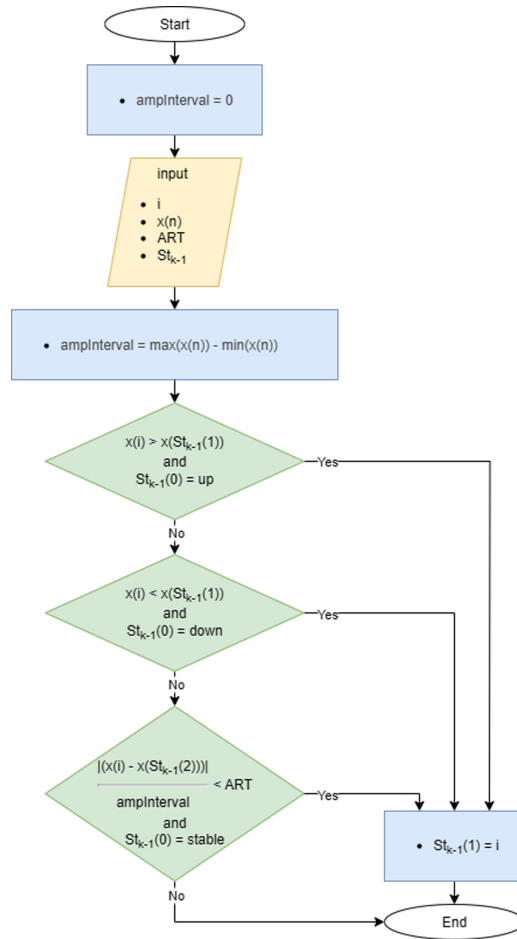 Start
• ampInterval = 0
input
• i
• x(n)
• ART
• St_{k-1}
• ampInterval = max(x(n)) - min(x(n))
x(i) > x(St_{k-1}(1))
and
St_{k-1}(0) = up
Yes
No
x(i) < x(St_{k-1}(1))
and
St_{k-1}(0) = down
Yes
No
|(x(i) - x(St_{k-1}(2)))|
< ART
ampInterval
and
St_{k-1}(0) = stable
Yes
• St_{k-1}(1) = i
No
End